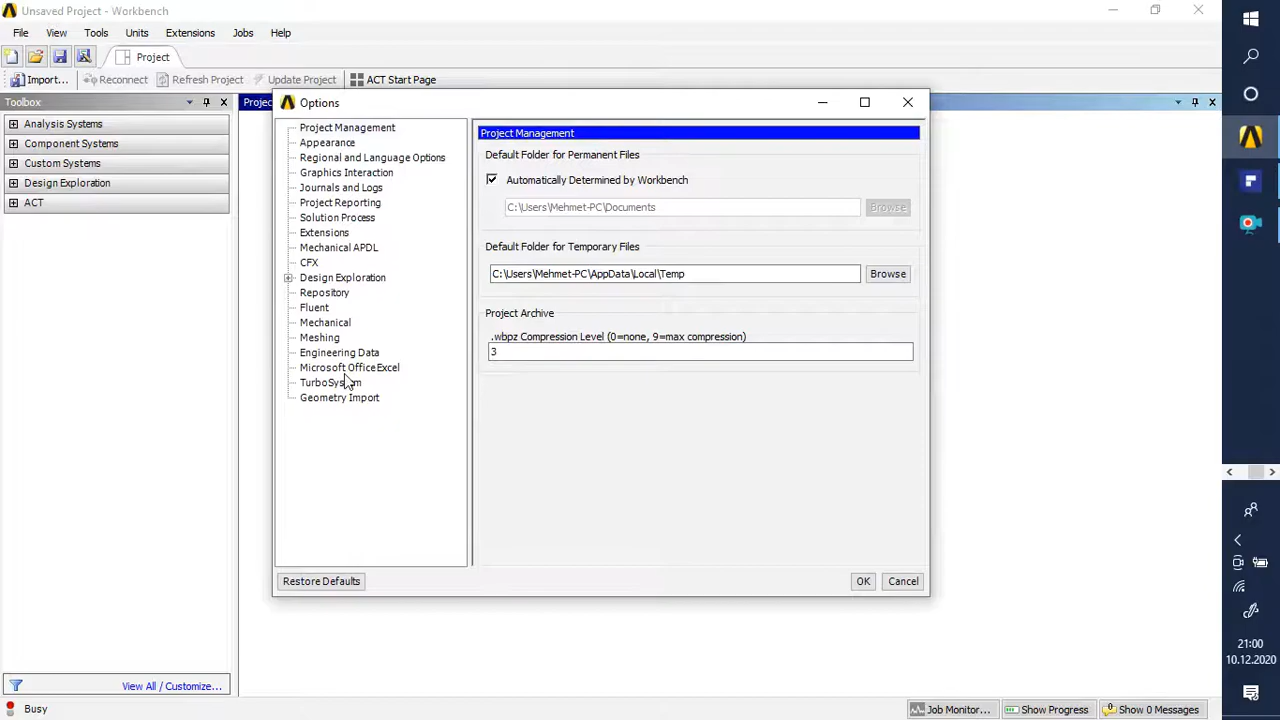 Unsaved Project - Workbench
File View Tools Units Extensions Jobs Help
Project
Import... Reconnect Refresh Project Update Project ACT Start Page
Toolbox
Analysis Systems
Component Systems
Custom Systems
Design Exploration
ACT
View All / Customize...
Projec
Options
Project Management
Appearance
Regional and Language Options
Graphics Interaction
Journals and Logs
Project Reporting
Solution Process
Extensions
Mechanical APDL
CFX
Design Exploration
Repository
Fluent
Mechanical
Meshing
Engineering Data
Microsoft Office Excel
TurboSystem
Geometry Import
Project Management
Default Folder for Permanent Files
Automatically Determined by Workbench
C:\Users\Mehmet-PC\Documents Browse
Default Folder for Temporary Files
C:\Users\Mehmet-PC\AppData\Local\Temp Browse
Project Archive
.wbpz Compression Level (0=none, 9=max compression)
3
Restore Defaults OK Cancel
Busy Job Monitor... Show Progress Show 0 Messages
21:00
10.12.2020